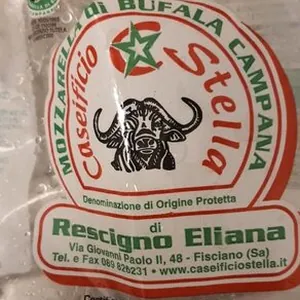 MOZZARELLA Di BUFALA CAMPANA
Caseificio
Stella
Denominazione di Origine Protetta
di
Rescigno Eliana
Via Giovanni Paolo II, 48 - Fisciano (Sa)
Tel. e Fax 089 825231 • www.caseificiostella.it